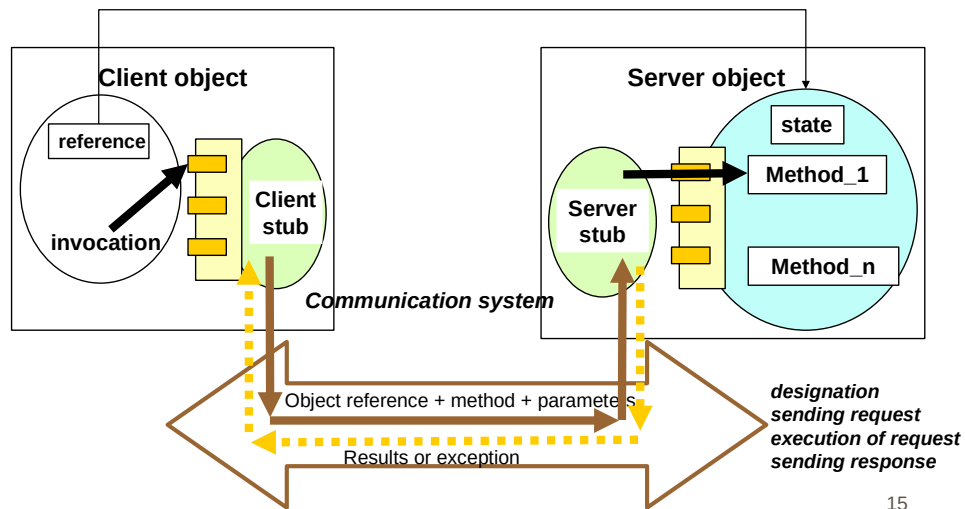 Client object
Server object
reference
state
Method_1
Client
stub
Server
stub
invocation
Method_n
Communication system
Object reference + method + parameters
designation
sending request
execution of request
sending response
Results or exception
15